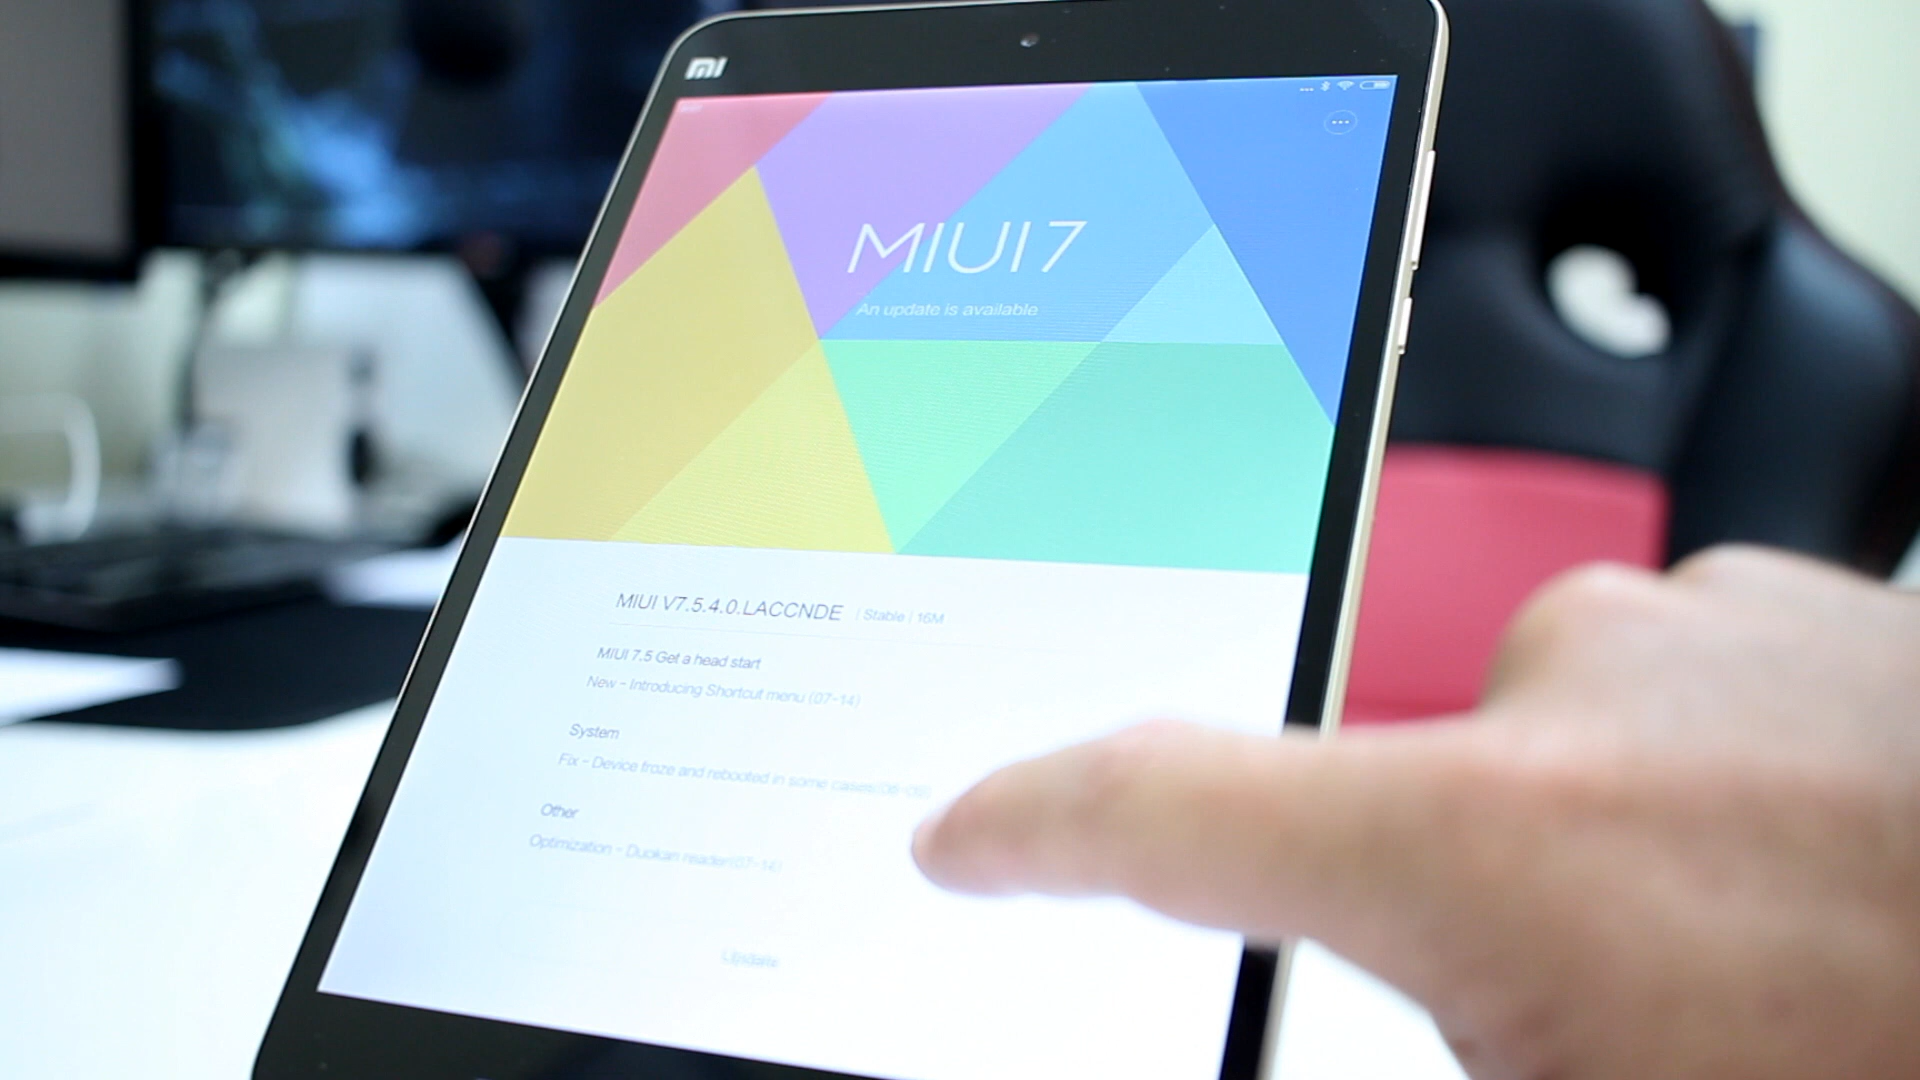 MI
MIUI 7
An update is available
MIUI V7.5.4.0.LACCNDE | Stable | 16M
MIUI 7.5 Get a head start
New - Introducing Shortcut menu (07-14)
System
Fix - Device froze and rebooted in some cases
Other
Optimization - Duokan reader(07-14)
Update